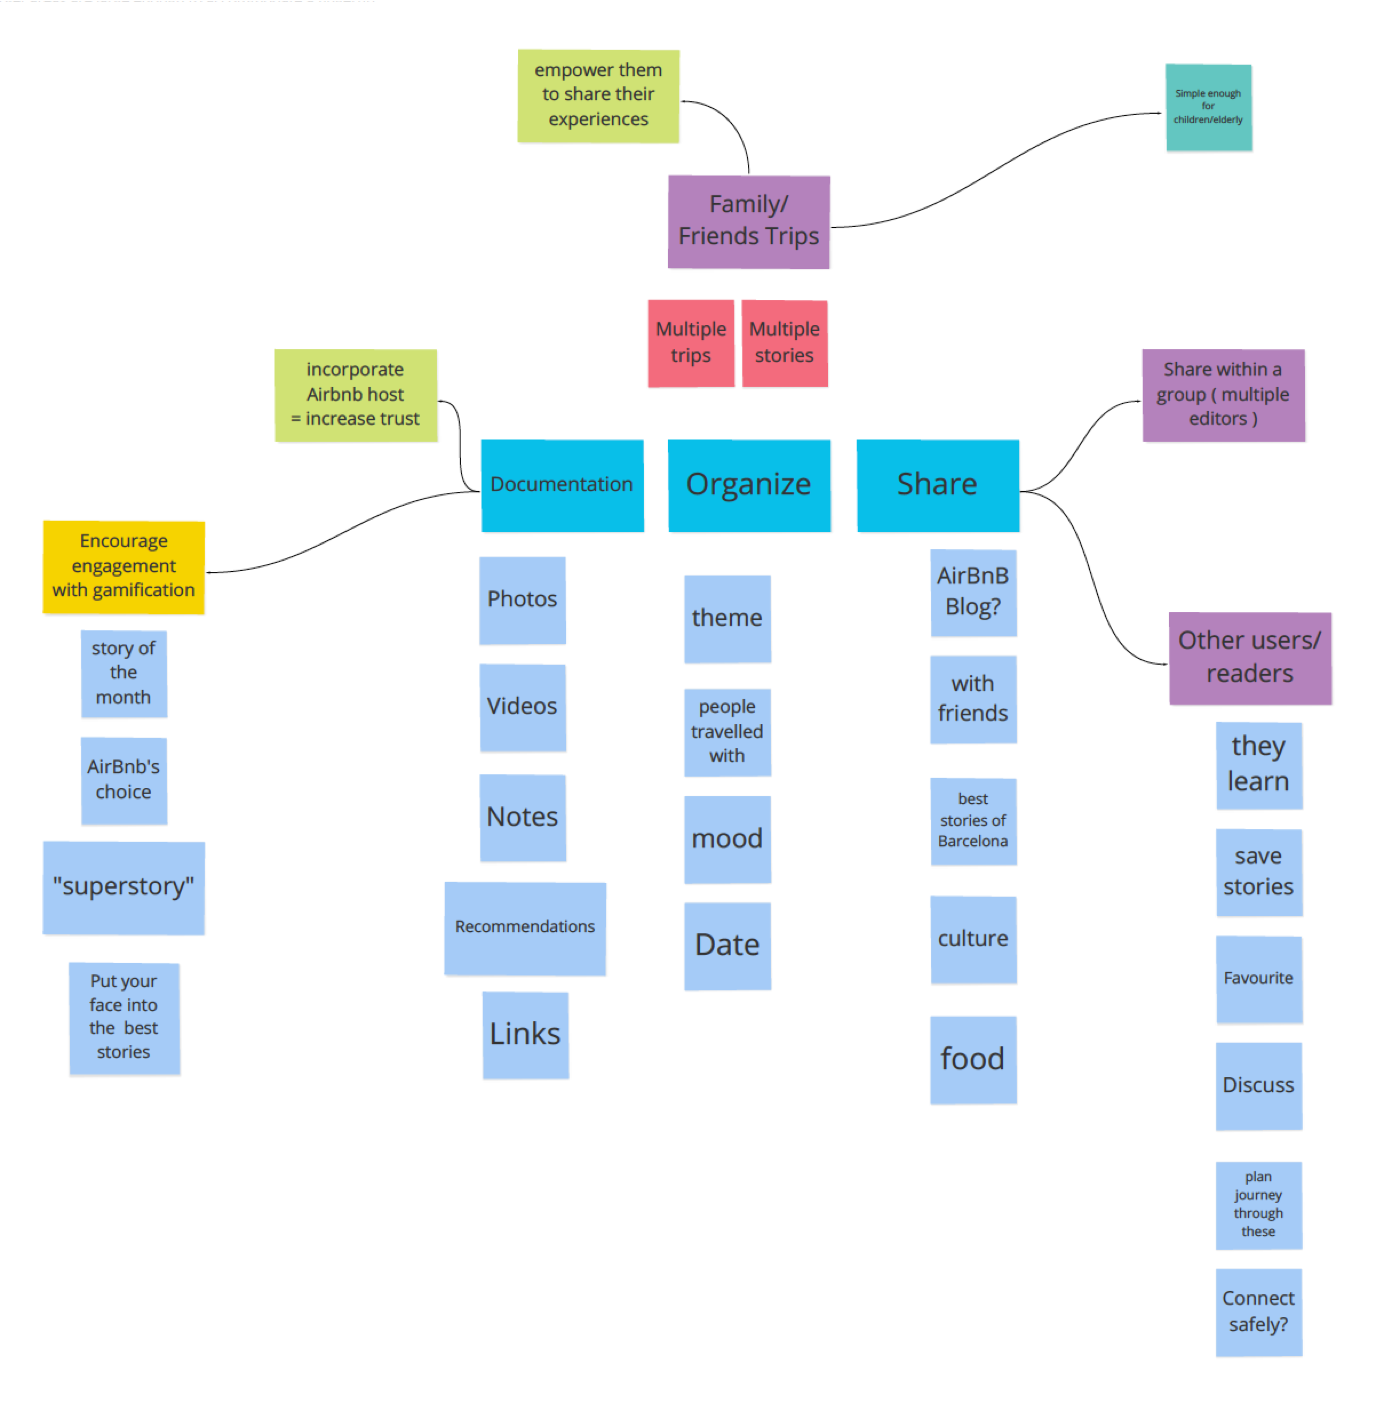 empower them
to share their
experiences
Simple enough
for
children/elderly
Family/
Friends Trips
Multiple
trips
Multiple
stories
incorporate
Airbnb host
= increase trust
Share within a
group ( multiple
editors )
Documentation
Organize
Share
Encourage
engagement
with gamification
story of
the
month
AirBnb's
choice
"superstory"
Put your
face into
the best
stories
Photos
Videos
Notes
Recommendations
Links
theme
people
travelled
with
mood
Date
AirBnB
Blog?
with
friends
best
stories of
Barcelona
culture
food
Other users/
readers
they
learn
save
stories
Favourite
Discuss
plan
journey
through
these
Connect
safely?